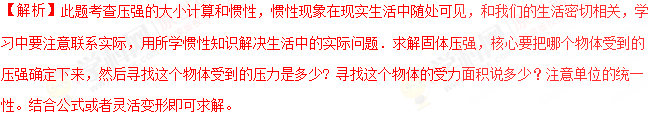 【解析】此题考查压强的大小计算和惯性，惯性现象在现实生活中随处可见，和我们的生活密切相关，学
习中要注意联系实际，用所学惯性知识解决生活中的实际问题．求解固体压强，核心要把哪个物体受到的
压强确定下来，然后寻找这个物体受到的压力是多少？寻找这个物体的受力面积说多少？注意单位的统一
性。结合公式或者灵活变形即可求解。